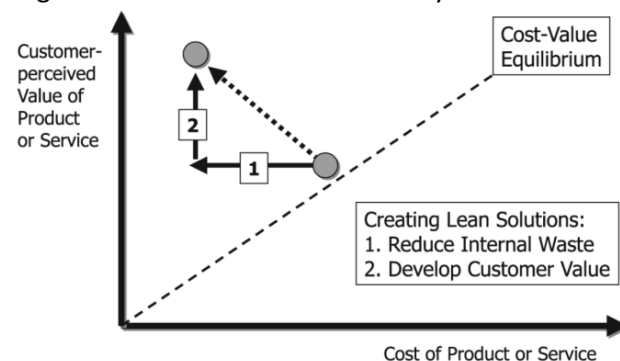 Customer-
perceived
Value of
Product
or Service
Cost-Value
Equilibrium
2
1
Creating Lean Solutions:
1. Reduce Internal Waste
2. Develop Customer Value
Cost of Product or Service